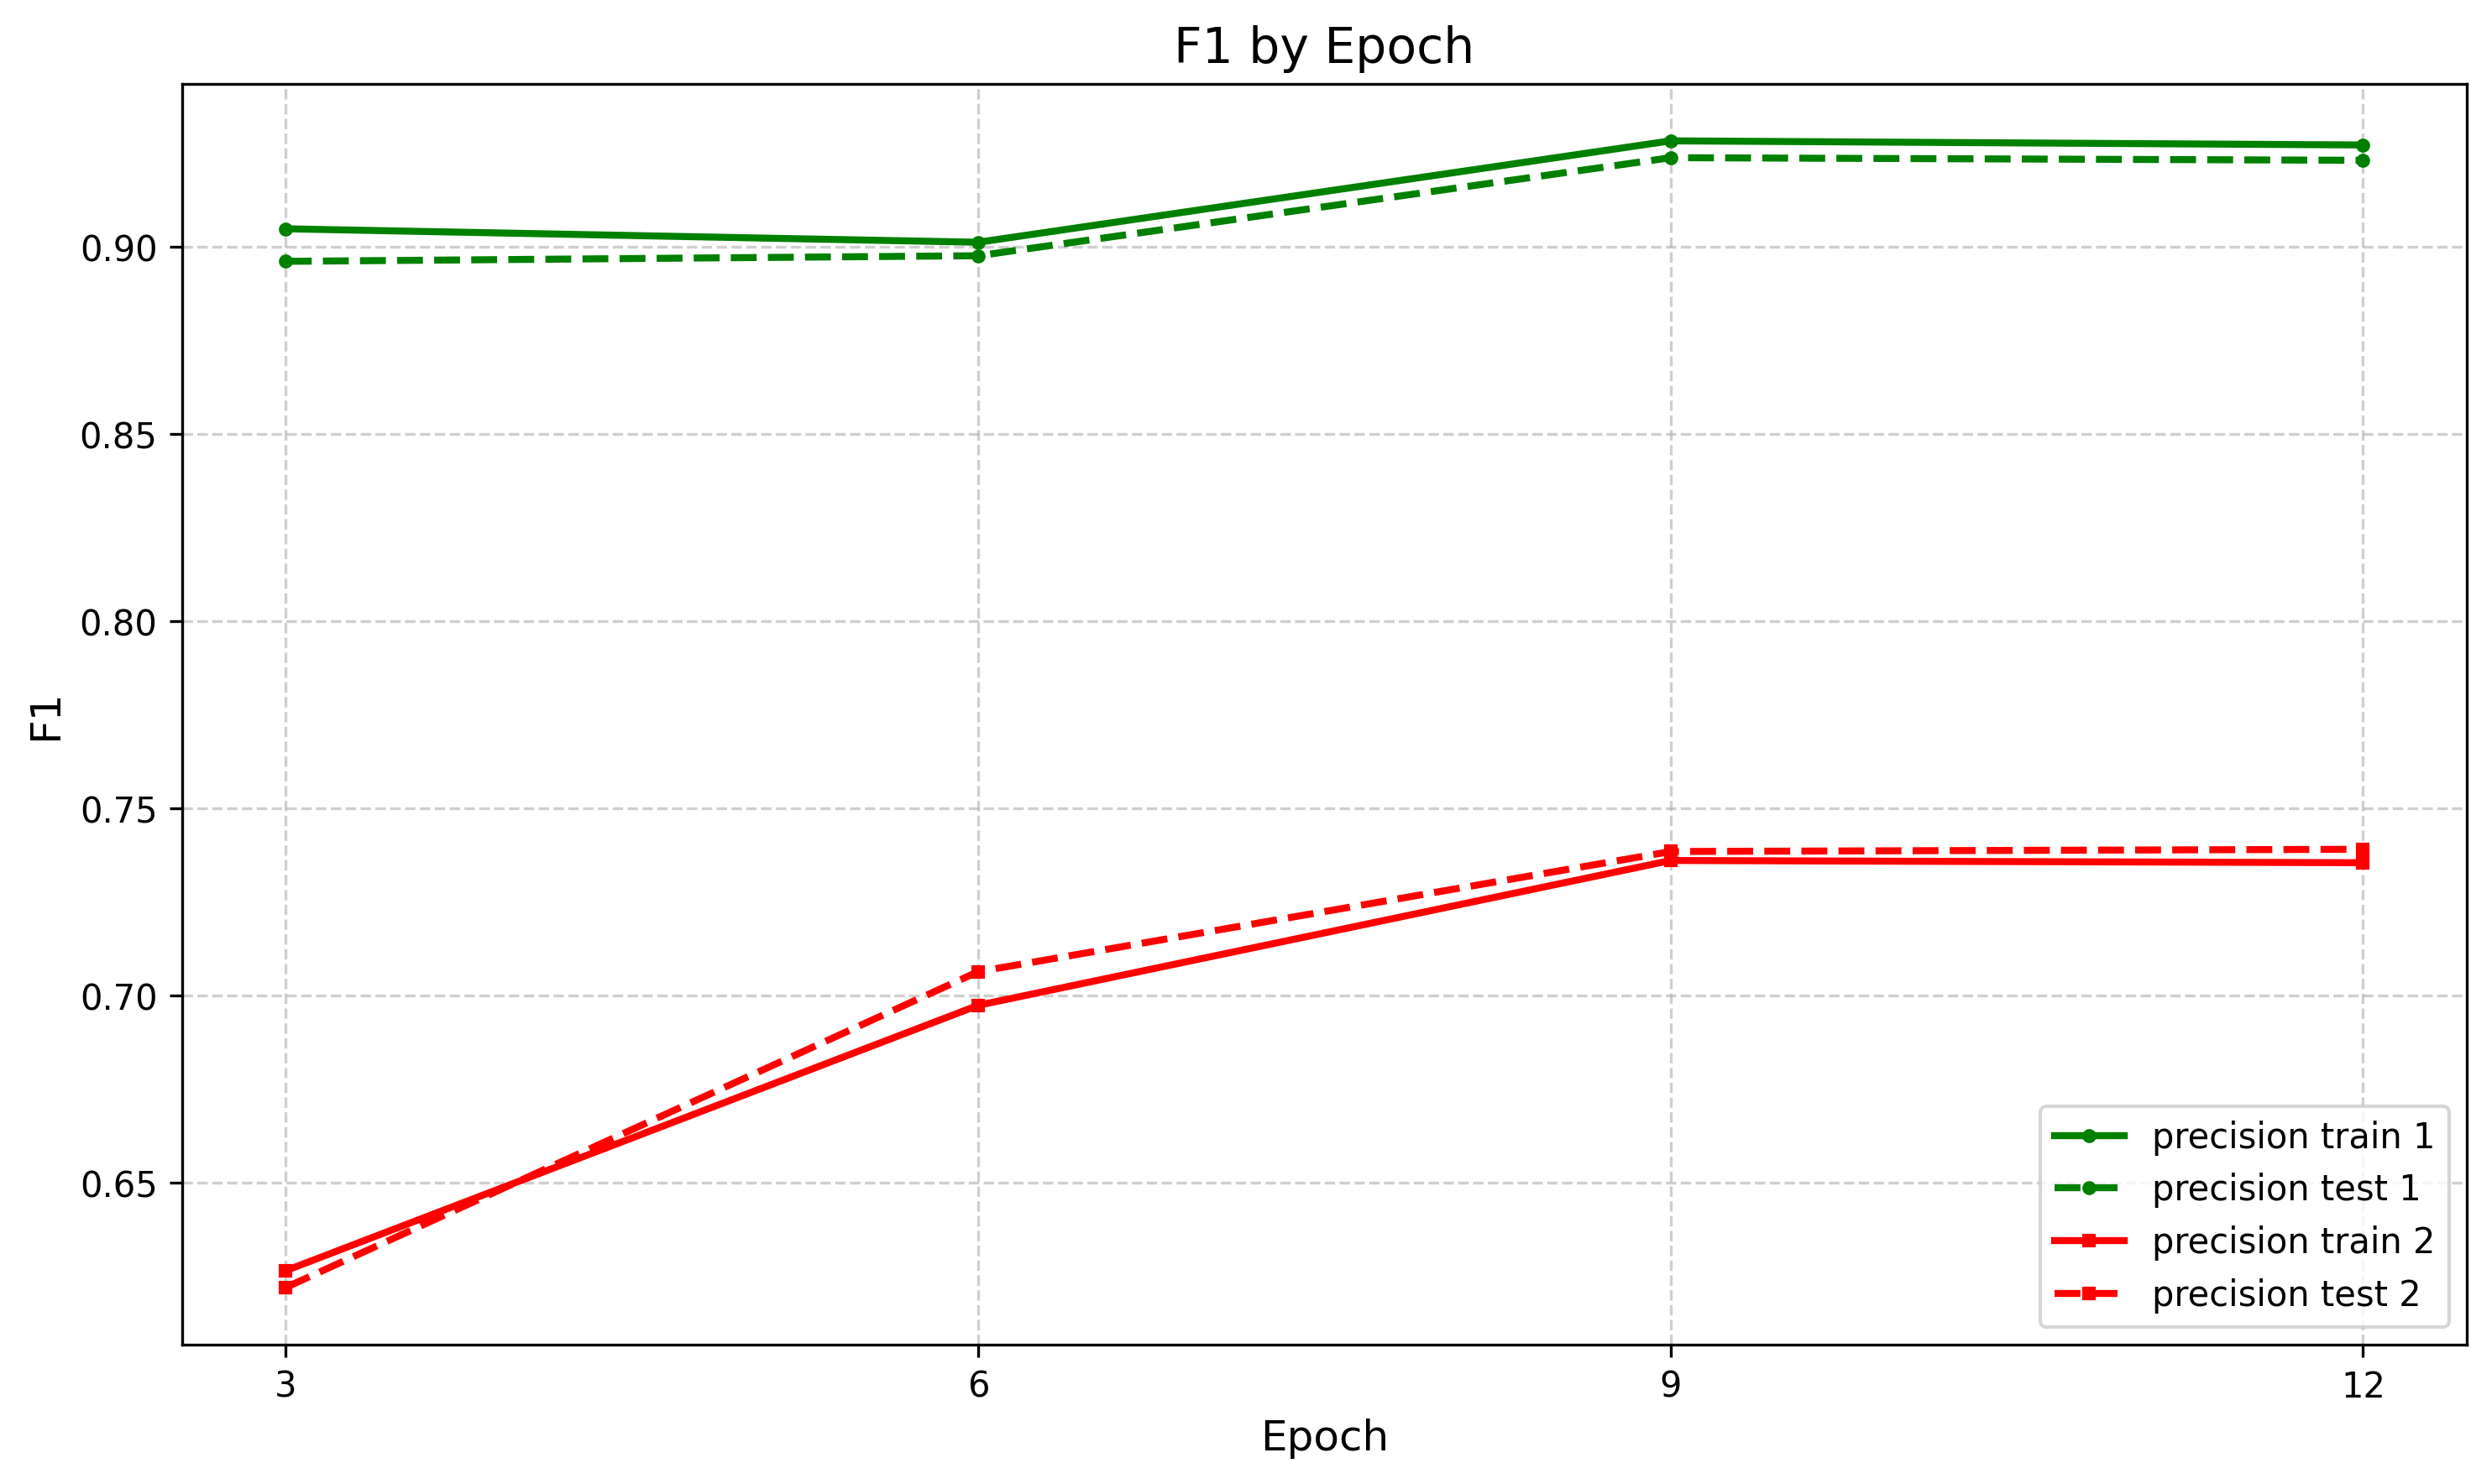 F1 by Epoch
F1
0.90
0.85
0.80
0.75
0.70
0.65
3
6
9
12
Epoch
precision train 1
precision test 1
precision train 2
precision test 2